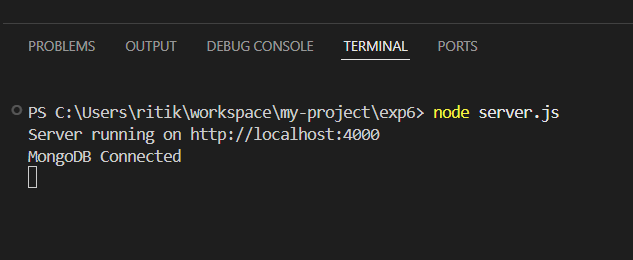 PROBLEMS OUTPUT DEBUG CONSOLE TERMINAL PORTS
PS C:\Users\ritik\workspace\my-project\exp6> node server.js
Server running on http://localhost:4000
MongoDB Connected